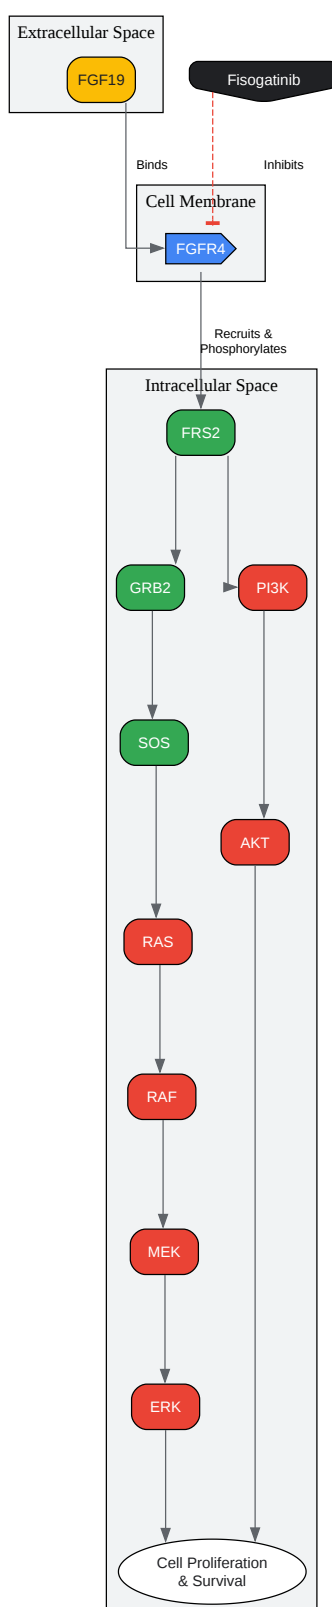 Extracellular Space
FGF19
Fisogatinib
Binds
Inhibits
Cell Membrane
FGFR4
Recruits &
Phosphorylates
Intracellular Space
FRS2
GRB2
PI3K
SOS
AKT
RAS
RAF
MEK
ERK
Cell Proliferation
& Survival